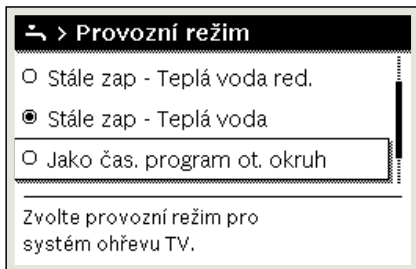 > Provozní režim
Stále zap - Teplá voda red.
Stále zap - Teplá voda
Jako čas. program ot. okruh
Zvolte provozní režim pro
systém ohřevu TV.